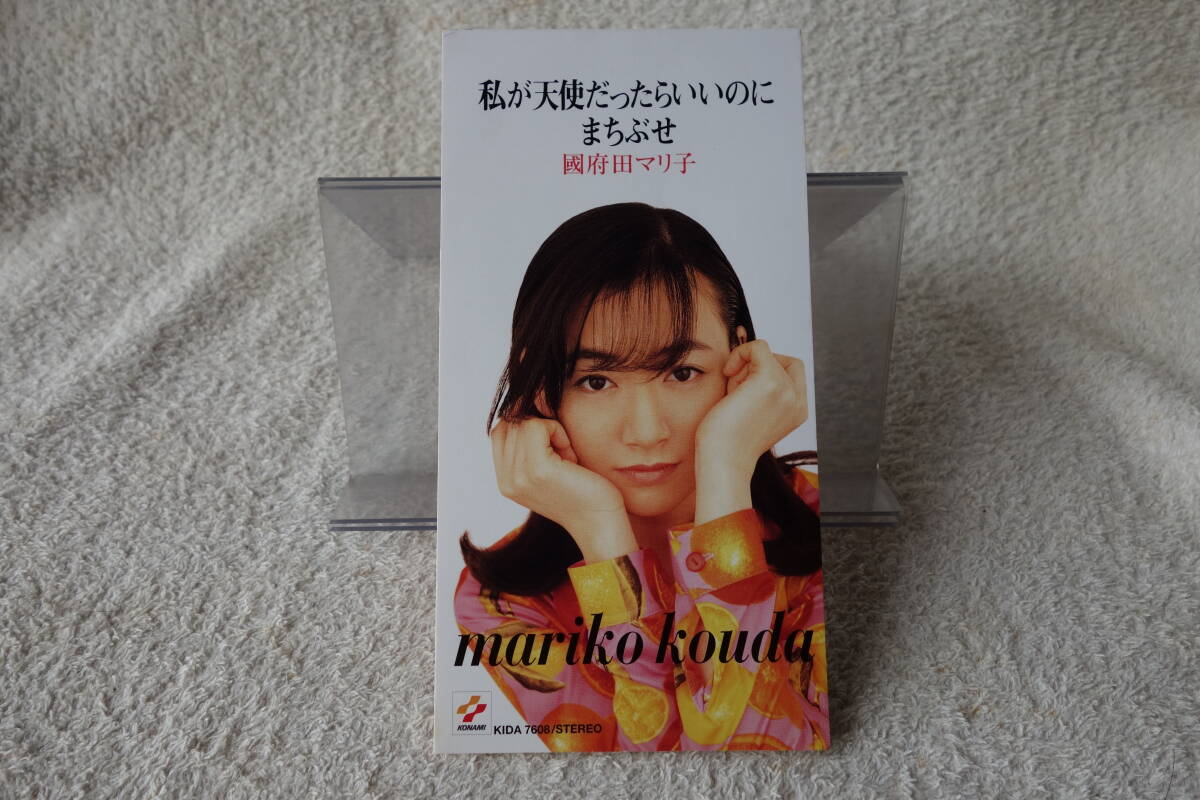 私が天使だったらいいのに
まちぶせ
國府田マリ子
mariko kouda
KONAMI
KIDA 7608/STEREO